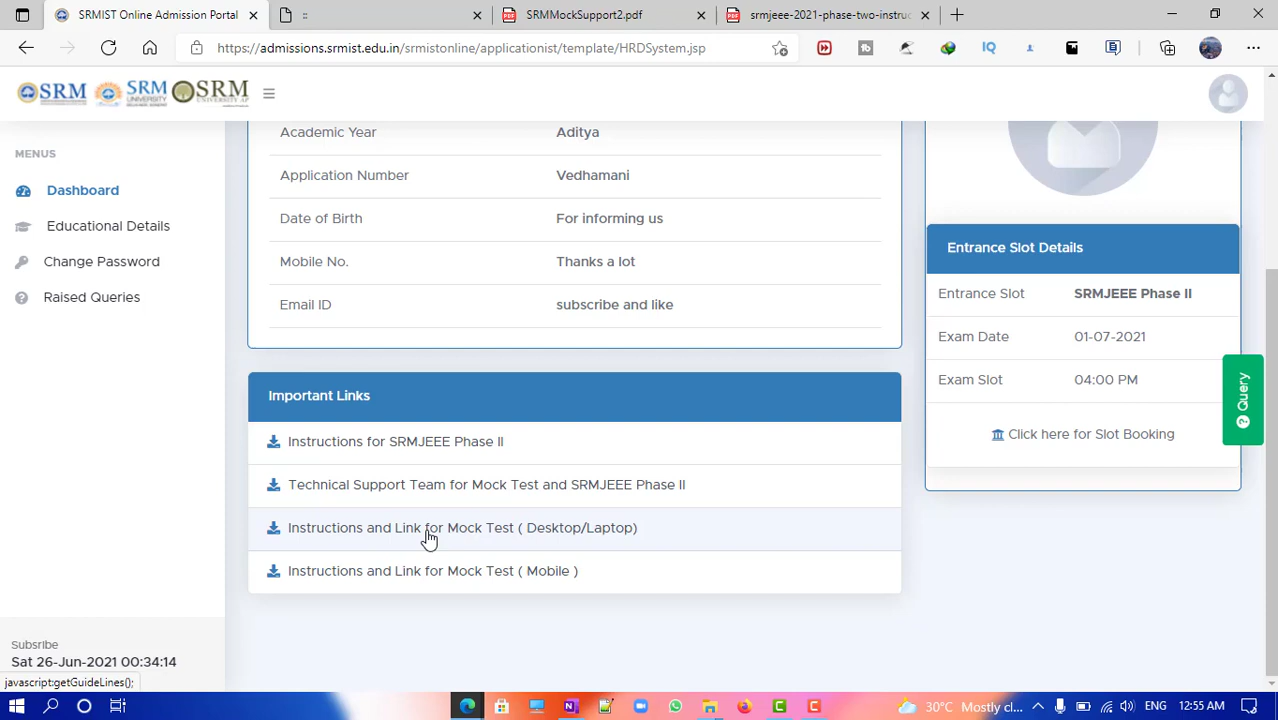 SRMIST Online Admission Portal
::
SRMMockSupport2.pdf
srmjeee-2021-phase-two-instruc
https://admissions.srmist.edu.in/srmistonline/applicationist/template/HRDSystem.jsp
IQ
SRM SRM SRM
MENUS
Dashboard
Educational Details
Change Password
Raised Queries
Academic Year Aditya
Application Number Vedhamani
Date of Birth For informing us
Mobile No. Thanks a lot
Email ID subscribe and like
Entrance Slot Details
Entrance Slot SRMJEEE Phase II
Exam Date 01-07-2021
Exam Slot 04:00 PM
Click here for Slot Booking
Query
Important Links
Instructions for SRMJEEE Phase II
Technical Support Team for Mock Test and SRMJEEE Phase II
Instructions and Link for Mock Test ( Desktop/Laptop)
Instructions and Link for Mock Test ( Mobile )
Subsribe
Sat 26-Jun-2021 00:34:14
javascript:getGuideLines();
30°C Mostly cl...
ENG
12:55 AM